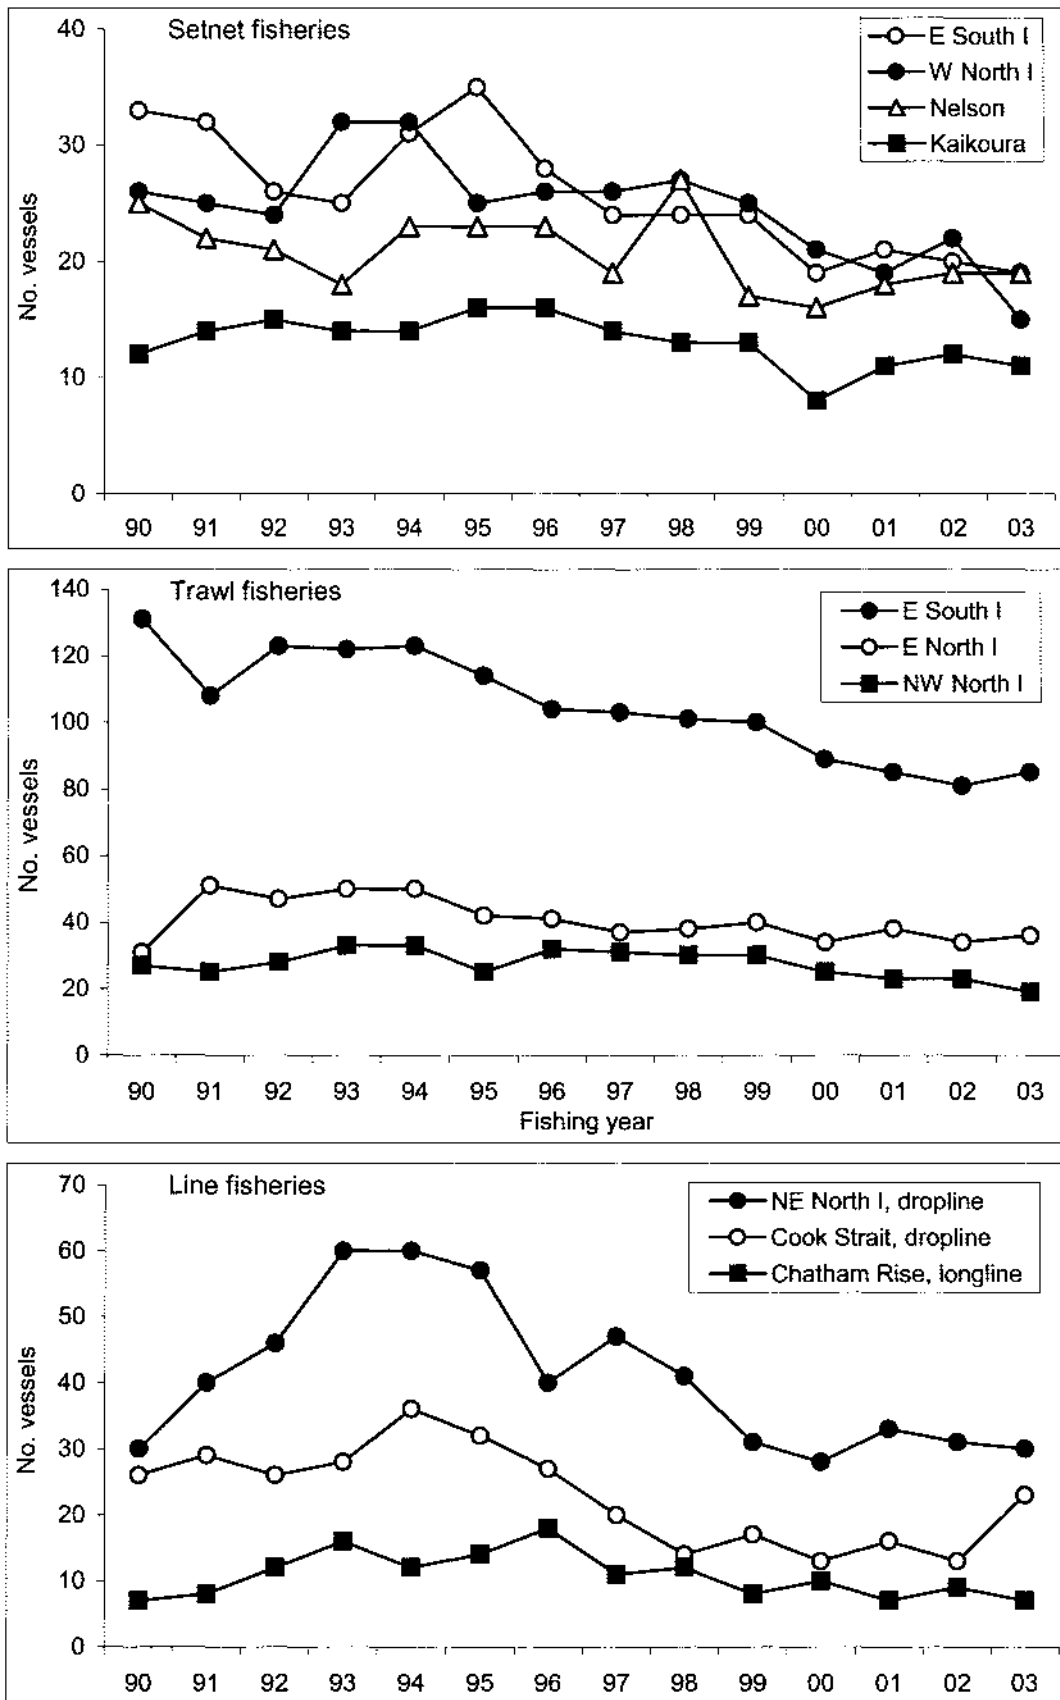 Setnet fisheries
E South I
W North I
Nelson
Kaikoura
No. vessels
40
30
20
10
0
90 91 92 93 94 95 96 97 98 99 00 01 02 03
Trawl fisheries
E South I
E North I
NW North I
No. vessels
140
120
100
80
60
40
20
0
90 91 92 93 94 95 96 97 98 99 00 01 02 03
Fishing year
Line fisheries
NE North I, dropline
Cook Strait, dropline
Chatham Rise, longline
No. vessels
70
60
50
40
30
20
10
0
90 91 92 93 94 95 96 97 98 99 00 01 02 03